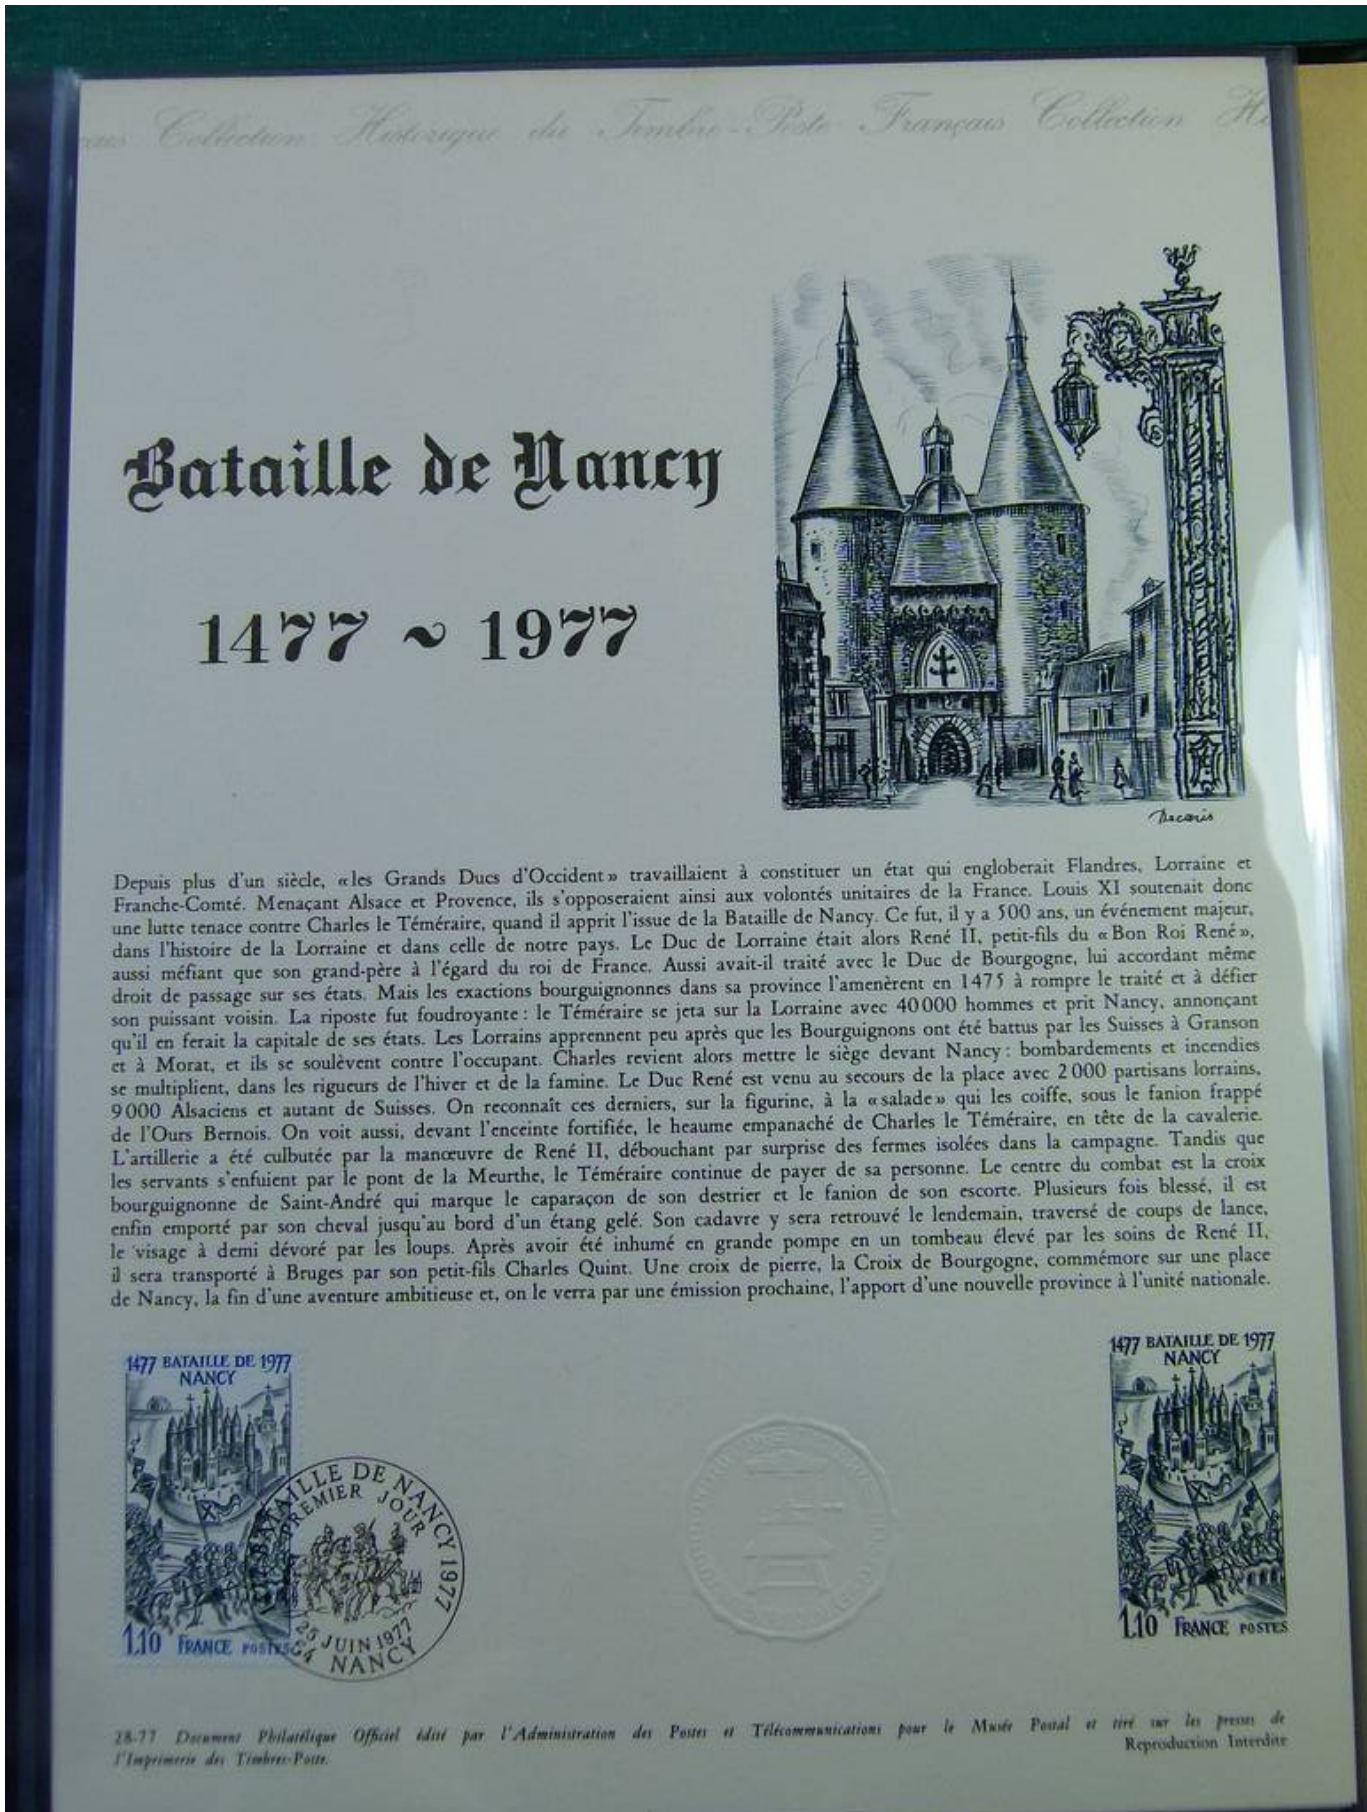 Collection Historique du Timbre-Poste Français Collection
Bataille de Nancy
1477 ~ 1977
Decaris
Depuis plus d'un siècle, «les Grands Ducs d'Occident» travaillaient à constituer un état qui engloberait Flandres, Lorraine et
Franche-Comté. Menaçant Alsace et Provence, ils s'opposeraient ainsi aux volontés unitaires de la France. Louis XI soutenait donc
une lutte tenace contre Charles le Téméraire, quand il apprit l'issue de la Bataille de Nancy. Ce fut, il y a 500 ans, un événement majeur,
dans l'histoire de la Lorraine et dans celle de notre pays. Le Duc de Lorraine était alors René II, petit-fils du «Bon Roi René»,
aussi méfiant que son grand-père à l'égard du roi de France. Aussi avait-il traité avec le Duc de Bourgogne, lui accordant même
droit de passage sur ses états. Mais les exactions bourguignonnes dans sa province l'amenèrent en 1475 à rompre le traité et à défier
son puissant voisin. La riposte fut foudroyante : le Téméraire se jeta sur la Lorraine avec 40000 hommes et prit Nancy, annonçant
qu'il en ferait la capitale de ses états. Les Lorrains apprennent peu après que les Bourguignons ont été battus par les Suisses à Granson
et à Morat, et ils se soulèvent contre l'occupant. Charles revient alors mettre le siège devant Nancy : bombardements et incendies
se multiplient, dans les rigueurs de l'hiver et de la famine. Le Duc René est venu au secours de la place avec 2000 partisans lorrains,
9000 Alsaciens et autant de Suisses. On reconnaît ces derniers, sur la figurine, à la «salade» qui les coiffe, sous le fanion frappé
de l'Ours Bernois. On voit aussi, devant l'enceinte fortifiée, le heaume empanaché de Charles le Téméraire, en tête de la cavalerie.
L'artillerie a été culbutée par la manœuvre de René II, débouchant par surprise des fermes isolées dans la campagne. Tandis que
les servants s'enfuient par le pont de la Meurthe, le Téméraire continue de payer de sa personne. Le centre du combat est la croix
bourguignonne de Saint-André qui marque le caparaçon de son destrier et le fanion de son escorte. Plusieurs fois blessé, il est
enfin emporté par son cheval jusqu'au bord d'un étang gelé. Son cadavre y sera retrouvé le lendemain, traversé de coups de lance,
le visage à demi dévoré par les loups. Après avoir été inhumé en grande pompe en un tombeau élevé par les soins de René II,
il sera transporté à Bruges par son petit-fils Charles Quint. Une croix de pierre, la Croix de Bourgogne, commémore sur une place
de Nancy, la fin d'une aventure ambitieuse et, on le verra par une émission prochaine, l'apport d'une nouvelle province à l'unité nationale.
1477 BATAILLE DE 1977
NANCY
1.10 FRANCE POSTES
BATAILLE DE NANCY 1977
PREMIER JOUR
25 JUIN 1977
54 NANCY
1477 BATAILLE DE 1977
NANCY
1.10 FRANCE POSTES
28-77 Document Philatélique Officiel édité par l'Administration des Postes et Télécommunications pour le Musée Postal et tiré sur les presses de
l'Imprimerie des Timbres-Poste.
Reproduction Interdite